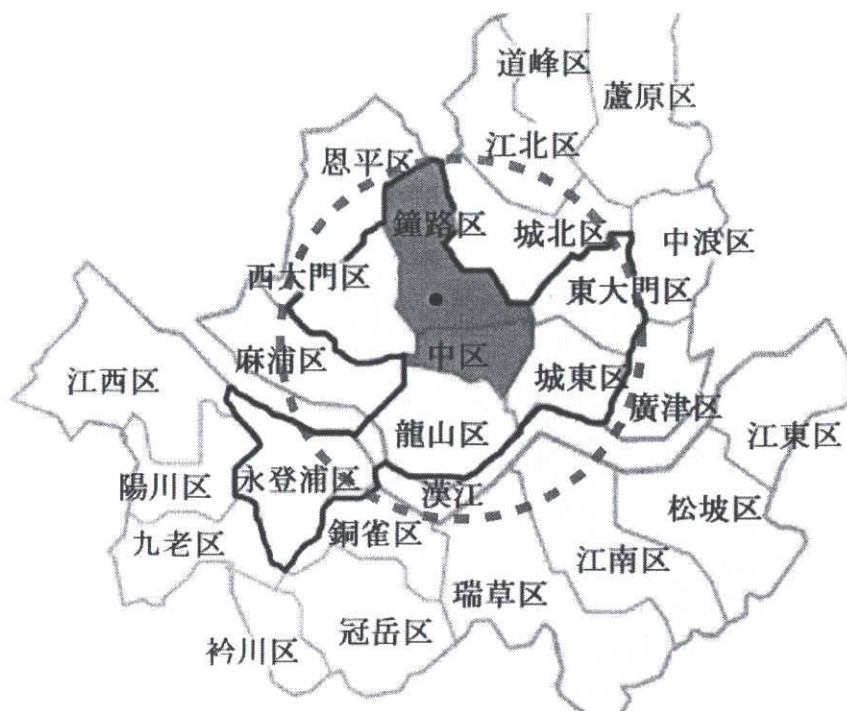 道峰区
蘆原区
江北区
恩平区
鐘路区
城北区
中浪区
西大門区
東大門区
麻浦区
中区
江西区
城東区
廣津区
龍山区
江東区
永登浦区
陽川区
漢江
松坡区
九老区
銅雀区
江南区
瑞草区
冠岳区
衿川区